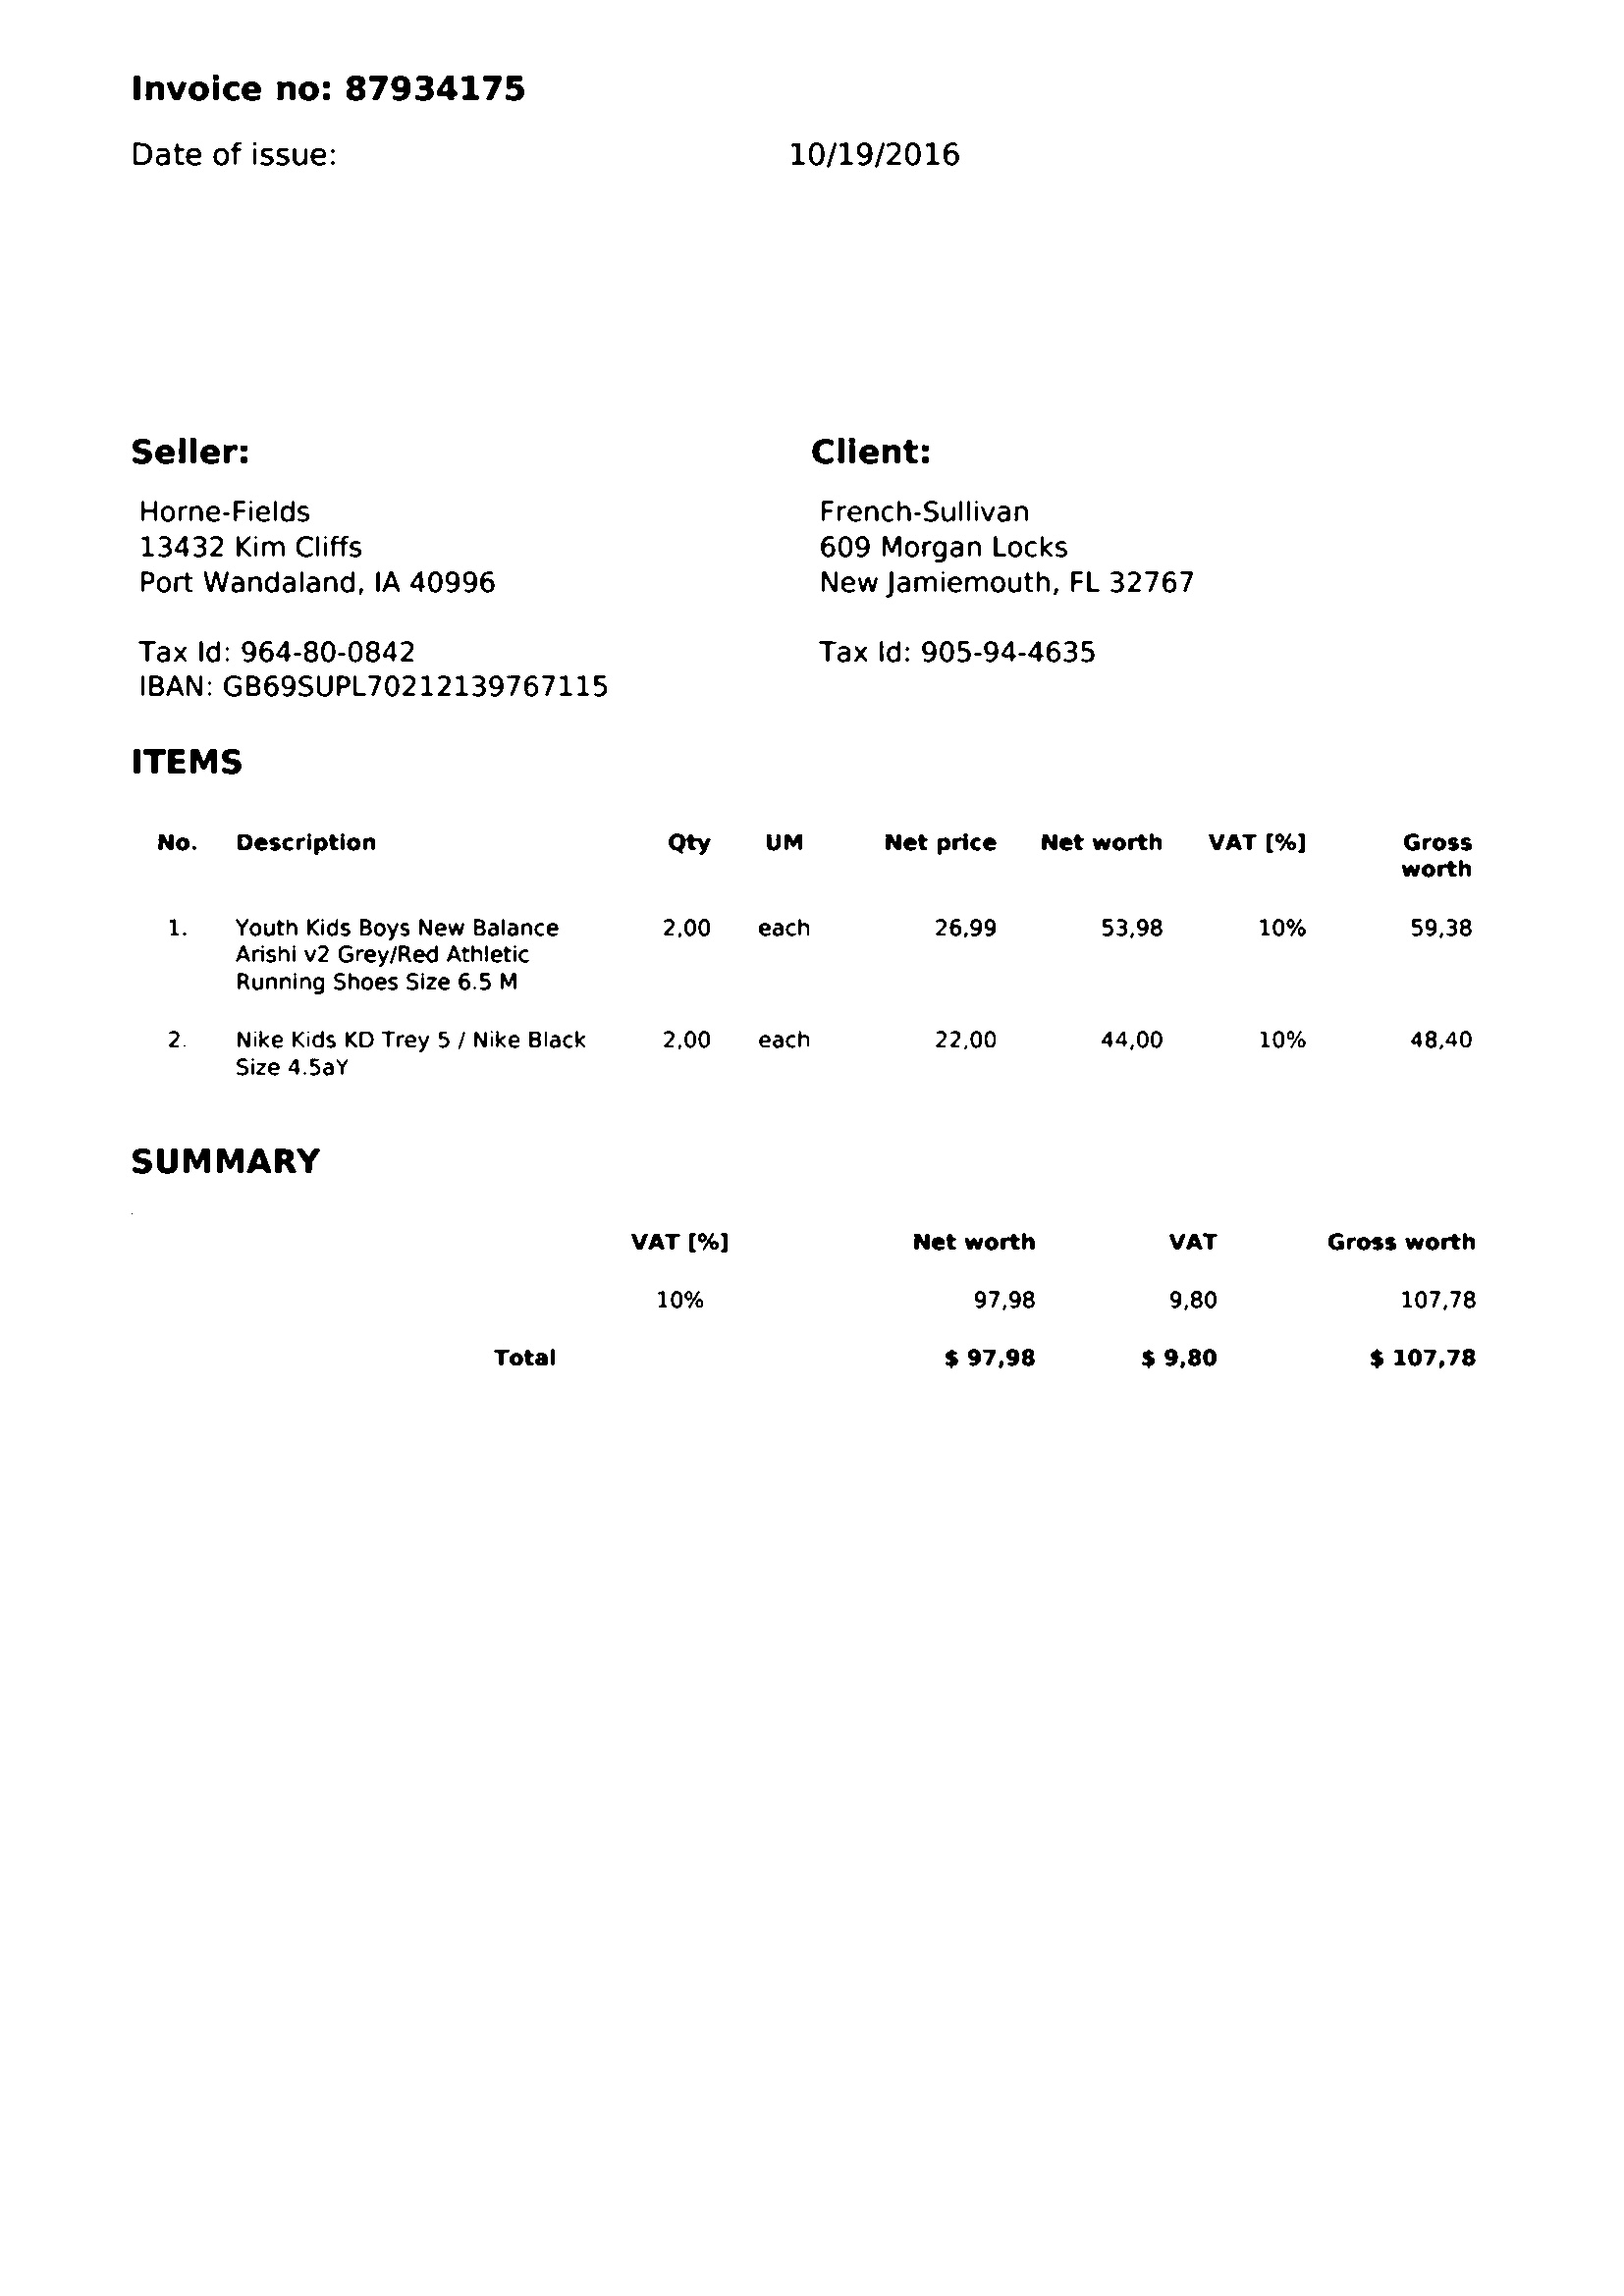 Invoice no: 87934175
Date of issue: 10/19/2016
Seller:
Horne-Fields
13432 Kim Cliffs
Port Wandaland, IA 40996
Tax Id: 964-80-0842
IBAN: GB69SUPL70212139767115
Client:
French-Sullivan
609 Morgan Locks
New Jamiemouth, FL 32767
Tax Id: 905-94-4635
ITEMS
No. Description Qty UM Net price Net worth VAT [%] Gross
worth
1. Youth Kids Boys New Balance 2,00 each 26,99 53,98 10% 59,38
Arishi v2 Grey/Red Athletic
Running Shoes Size 6.5 M
2. Nike Kids KD Trey 5 / Nike Black 2,00 each 22,00 44,00 10% 48,40
Size 4.5aY
SUMMARY
VAT [%] Net worth VAT Gross worth
10% 97,98 9,80 107,78
Total $ 97,98 $ 9,80 $ 107,78